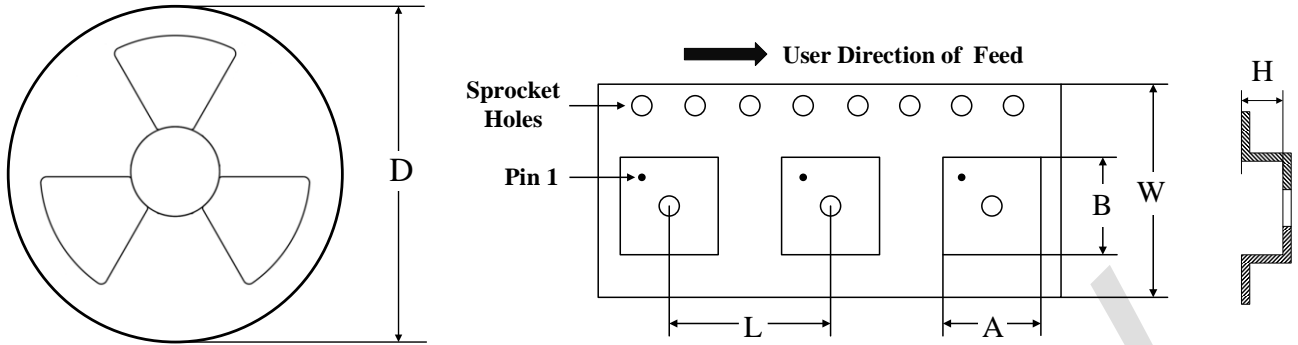 D
User Direction of Feed
Sprocket
Holes
Pin 1
B
W
L
A
H